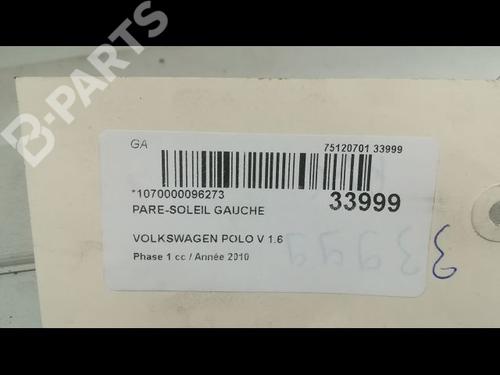 B-PARTS
GA
75120701 33999
*1070000096273
PARE-SOLEIL GAUCHE
33999
VOLKSWAGEN POLO V 1.6
Phase 1 cc / Année 2010
33999